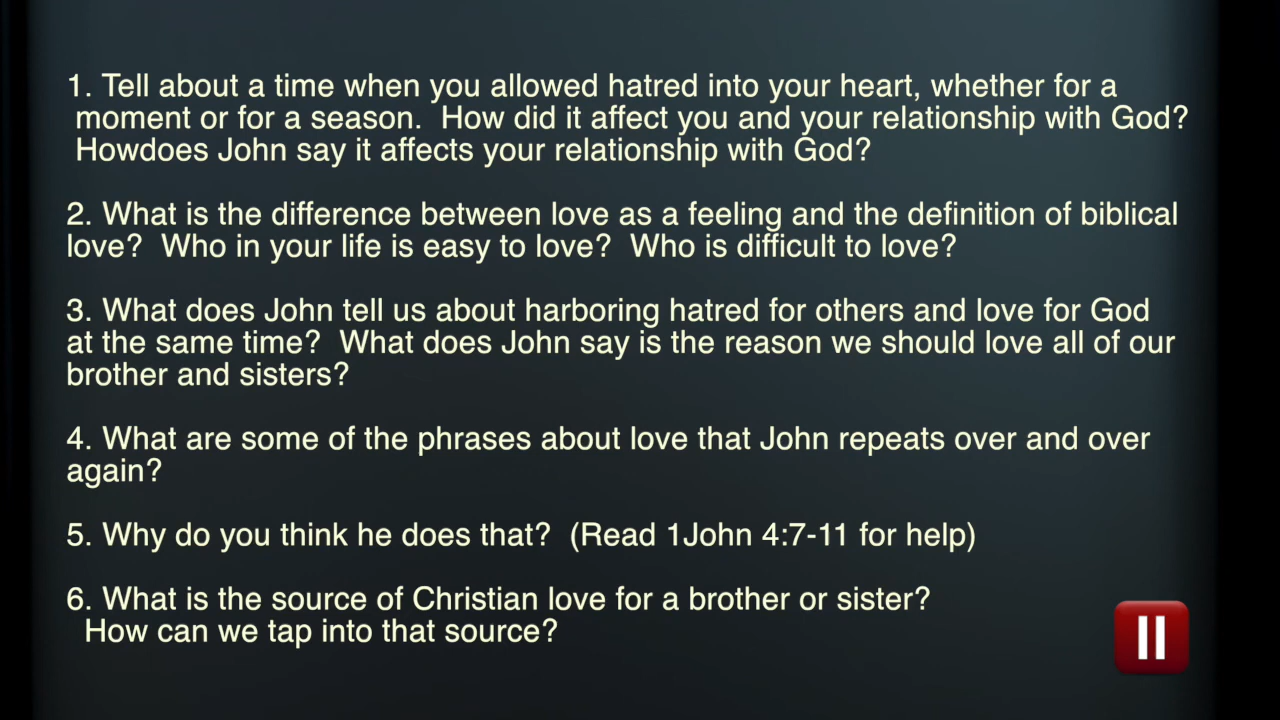 1. Tell about a time when you allowed hatred into your heart, whether for a
moment or for a season.  How did it affect you and your relationship with God?
Howdoes John say it affects your relationship with God?
2. What is the difference between love as a feeling and the definition of biblical
love?  Who in your life is easy to love?  Who is difficult to love?
3. What does John tell us about harboring hatred for others and love for God
at the same time?  What does John say is the reason we should love all of our
brother and sisters?
4. What are some of the phrases about love that John repeats over and over
again?
5. Why do you think he does that?  (Read 1John 4:7-11 for help)
6. What is the source of Christian love for a brother or sister?
How can we tap into that source?